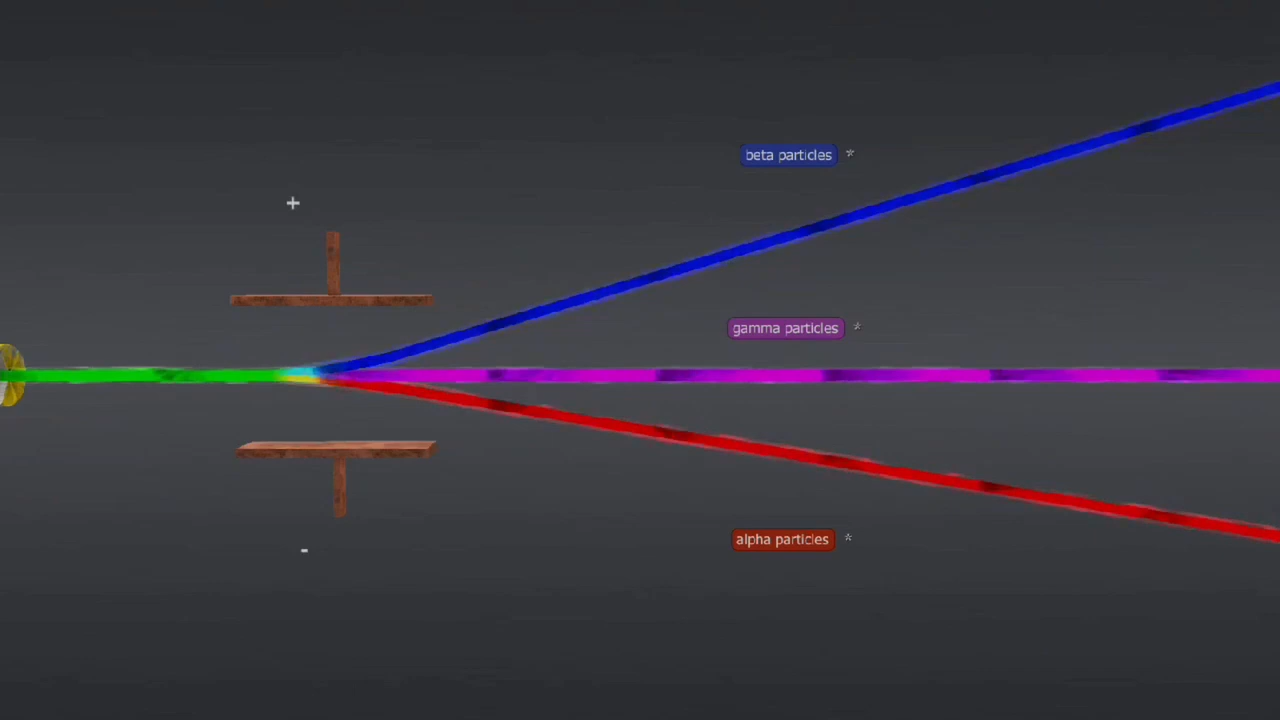 beta particles *
+
gamma particles *
alpha particles *
-